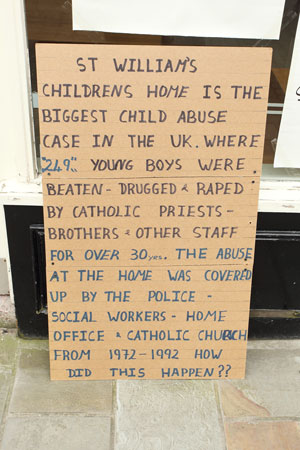 ST WILLIAM'S
CHILDRENS HOME IS THE
BIGGEST CHILD ABUSE
CASE IN THE UK. WHERE
"249" YOUNG BOYS WERE.
BEATEN - DRUGGED & RAPED
BY CATHOLIC PRIESTS -
BROTHERS & OTHER STAFF
FOR OVER 30 YRS. THE ABUSE
AT THE HOME WAS COVERED
UP BY THE POLICE -
SOCIAL WORKERS - HOME
OFFICE & CATHOLIC CHURCH
FROM 1972-1992 HOW
DID THIS HAPPEN??